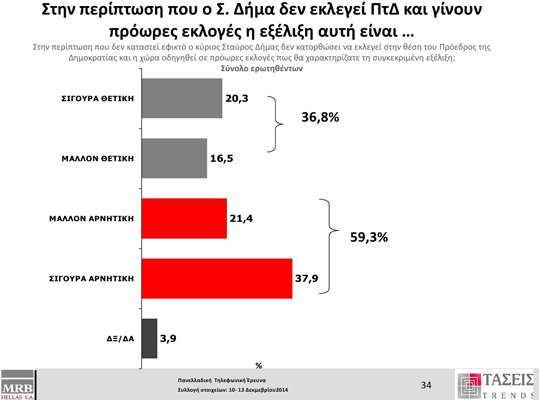 Στην περίπτωση που ο Σ. Δήμα δεν εκλεγεί ΠτΔ και γίνουν
πρόωρες εκλογές η εξέλιξη αυτή είναι ...
Στην περίπτωση που δεν καταστεί εφικτό ο κύριος Σταύρος Δήμας δεν κατορθώσει να εκλεγεί στην θέση του Πρόεδρος της
Δημοκρατίας και η χώρα οδηγηθεί σε πρόωρες εκλογές πως θα χαρακτηρίζατε τη συγκεκριμένη εξέλιξη;
Σύνολο ερωτηθέντων
ΣΙΓΟΥΡΑ ΘΕΤΙΚΗ 20,3
36,8%
ΜΑΛΛΟΝ ΘΕΤΙΚΗ 16,5
ΜΑΛΛΟΝ ΑΡΝΗΤΙΚΗ 21,4
59,3%
ΣΙΓΟΥΡΑ ΑΡΝΗΤΙΚΗ 37,9
ΔΞ/ΔΑ 3,9
%
MRB
HELLAS S.A.
Πανελλαδική Τηλεφωνική Έρευνα
Συλλογή στοιχείων: 10- 13 Δεκεμβρίου2014
34
ΤΑΣΕΙΣ
TRENDS